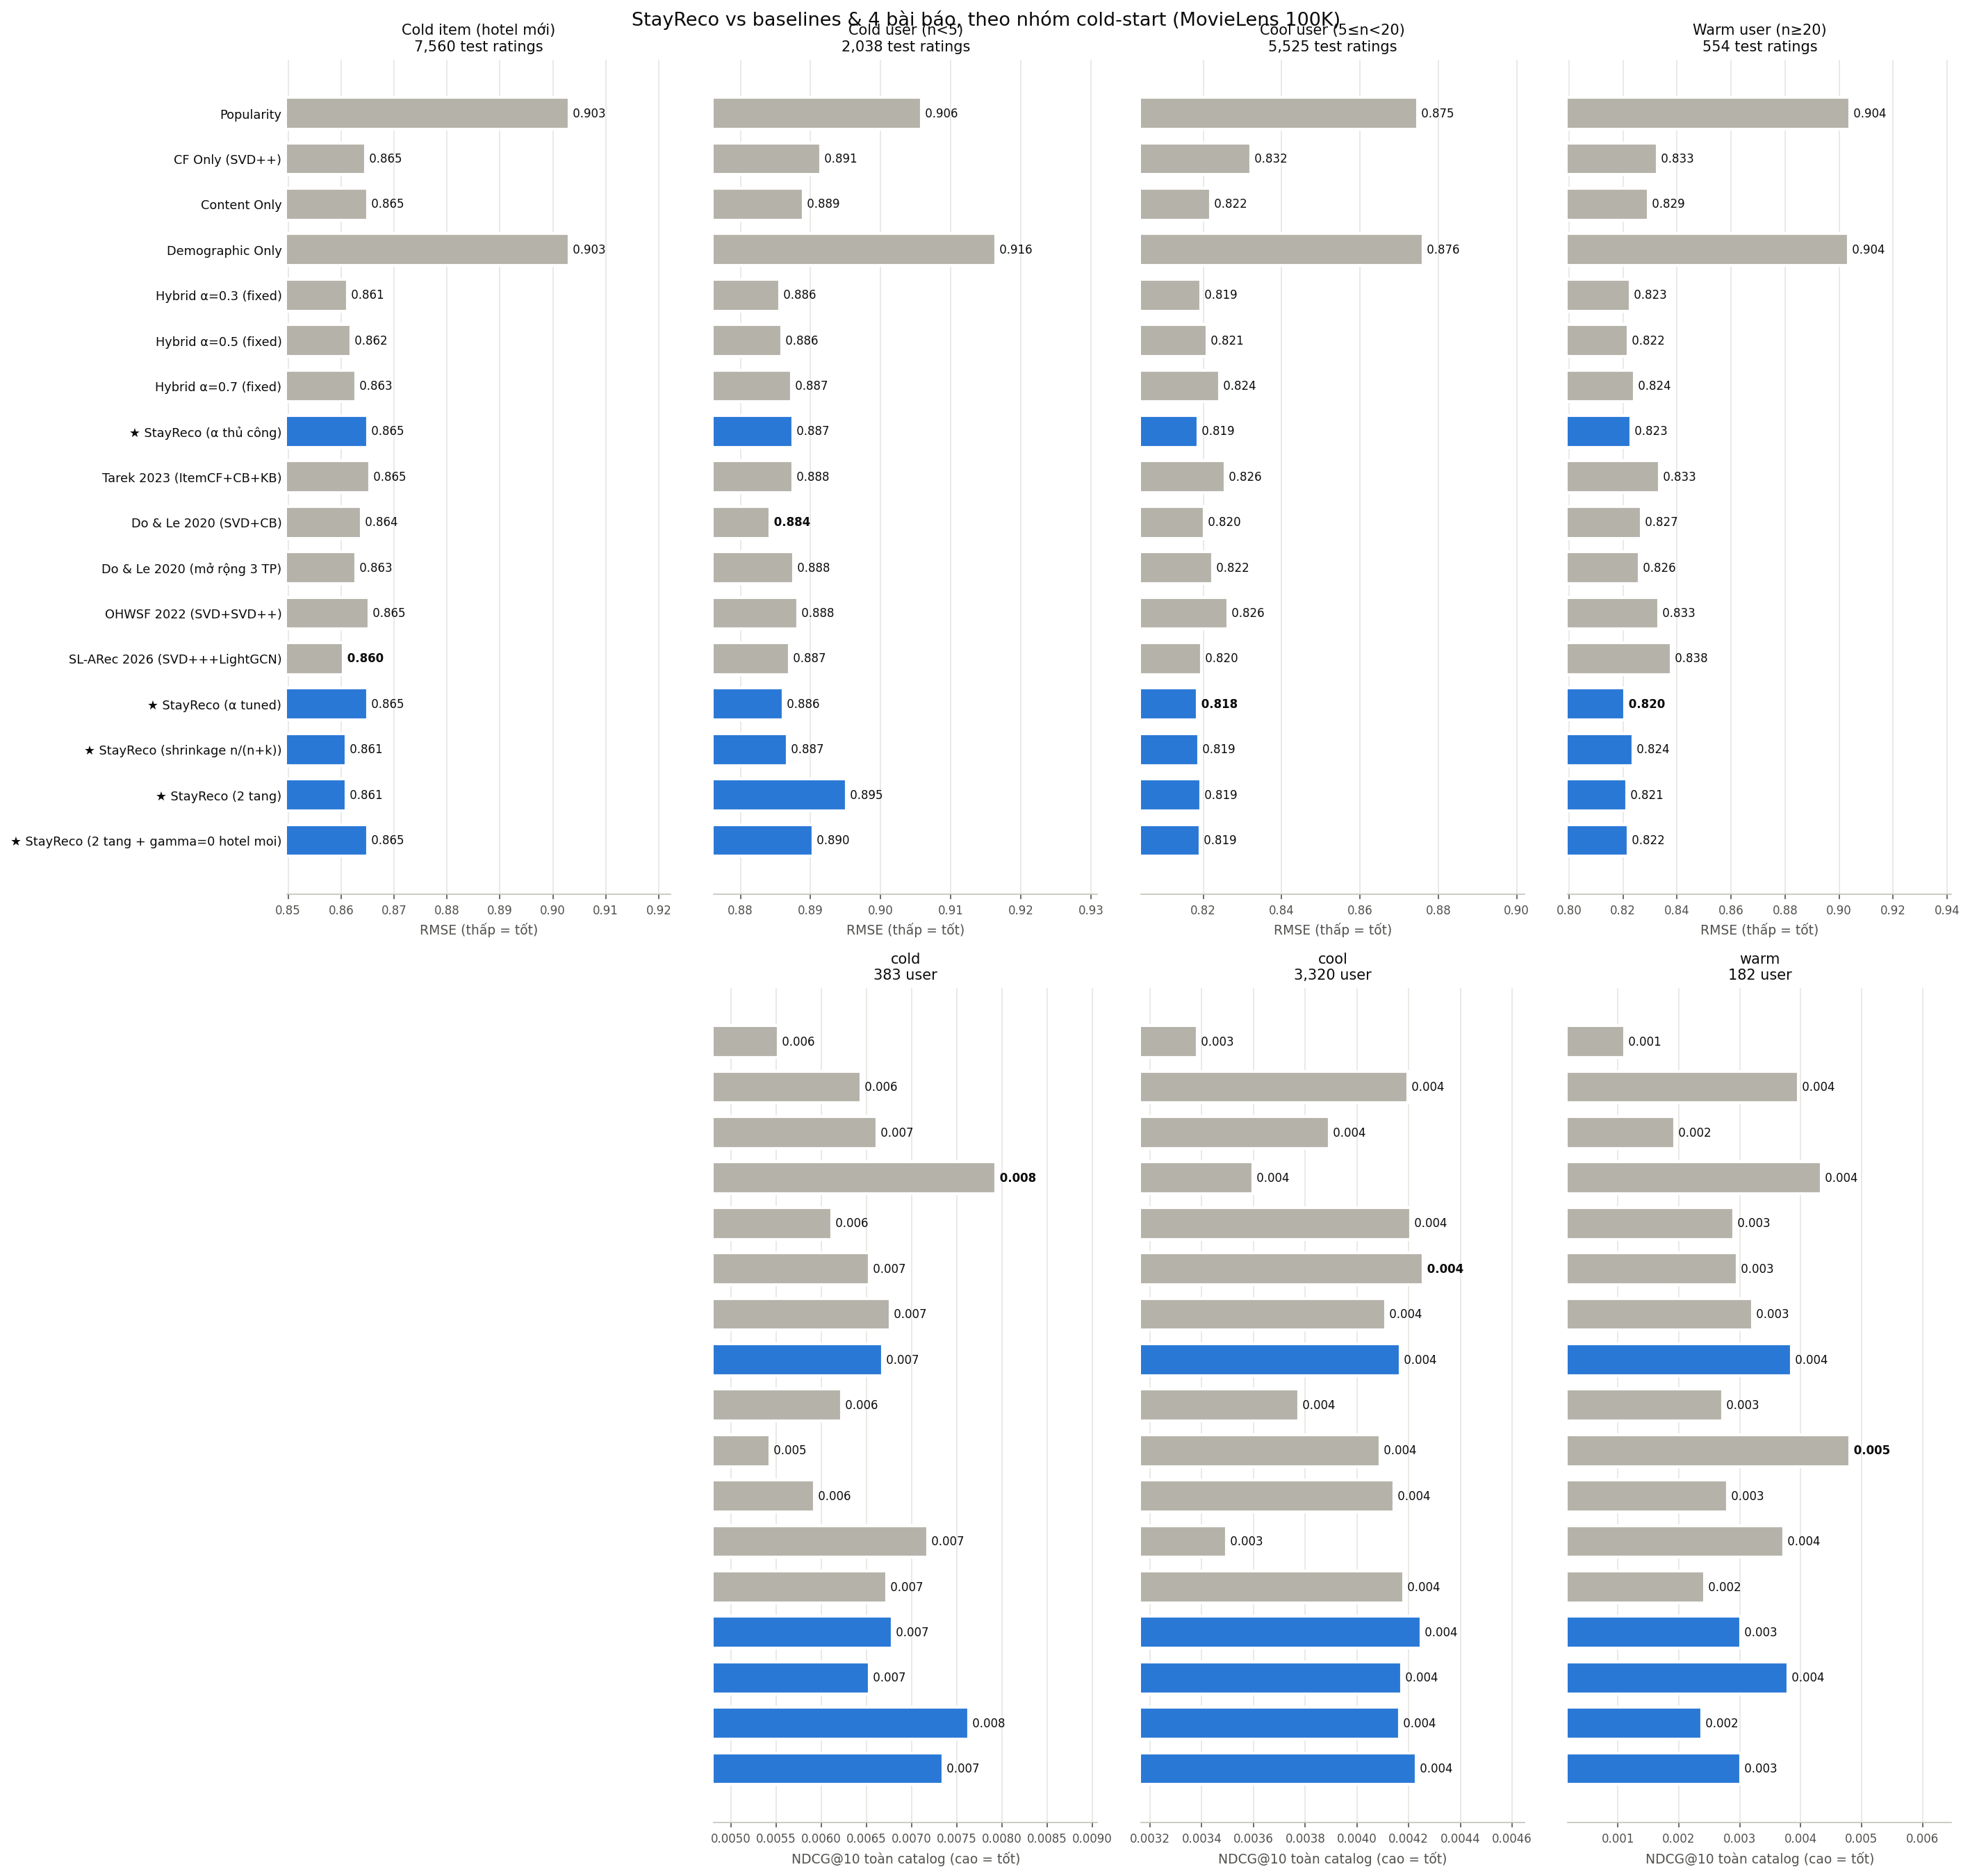 StayReco vs baselines & 4 bài báo, theo nhóm cold-start (MovieLens 100K)
Cold item (hotel mới)
7,560 test ratings
Cold user (n<5)
2,038 test ratings
Cool user (5≤n<20)
5,525 test ratings
Warm user (n≥20)
554 test ratings
Popularity 0.903 0.906 0.875 0.904
CF Only (SVD++) 0.865 0.891 0.832 0.833
Content Only 0.865 0.889 0.822 0.829
Demographic Only 0.903 0.916 0.876 0.904
Hybrid α=0.3 (fixed) 0.861 0.886 0.819 0.823
Hybrid α=0.5 (fixed) 0.862 0.886 0.821 0.822
Hybrid α=0.7 (fixed) 0.863 0.887 0.824 0.824
★ StayReco (α thủ công) 0.865 0.887 0.819 0.823
Tarek 2023 (ItemCF+CB+KB) 0.865 0.888 0.826 0.833
Do & Le 2020 (SVD+CB) 0.864 0.884 0.820 0.827
Do & Le 2020 (mở rộng 3 TP) 0.863 0.888 0.822 0.826
OHWSF 2022 (SVD+SVD++) 0.865 0.888 0.826 0.833
SL-ARec 2026 (SVD+++LightGCN) 0.860 0.887 0.820 0.838
★ StayReco (α tuned) 0.865 0.886 0.818 0.820
★ StayReco (shrinkage n/(n+k)) 0.861 0.887 0.819 0.824
★ StayReco (2 tang) 0.861 0.895 0.819 0.821
★ StayReco (2 tang + gamma=0 hotel moi) 0.865 0.890 0.819 0.822
0.85 0.86 0.87 0.88 0.89 0.90 0.91 0.92
0.88 0.89 0.90 0.91 0.92 0.93
0.82 0.84 0.86 0.88 0.90
0.80 0.82 0.84 0.86 0.88 0.90 0.92 0.94
RMSE (thấp = tốt)
RMSE (thấp = tốt)
RMSE (thấp = tốt)
RMSE (thấp = tốt)
cold
383 user
cool
3,320 user
warm
182 user
0.006 0.003 0.001
0.006 0.004 0.004
0.007 0.004 0.002
0.008 0.004 0.004
0.006 0.004 0.003
0.007 0.004 0.003
0.007 0.004 0.003
0.007 0.004 0.004
0.006 0.004 0.003
0.005 0.004 0.005
0.006 0.004 0.003
0.007 0.003 0.004
0.007 0.004 0.002
0.007 0.004 0.003
0.007 0.004 0.004
0.008 0.004 0.002
0.007 0.004 0.003
0.0050 0.0055 0.0060 0.0065 0.0070 0.0075 0.0080 0.0085 0.0090
0.0032 0.0034 0.0036 0.0038 0.0040 0.0042 0.0044 0.0046
0.001 0.002 0.003 0.004 0.005 0.006
NDCG@10 toàn catalog (cao = tốt)
NDCG@10 toàn catalog (cao = tốt)
NDCG@10 toàn catalog (cao = tốt)